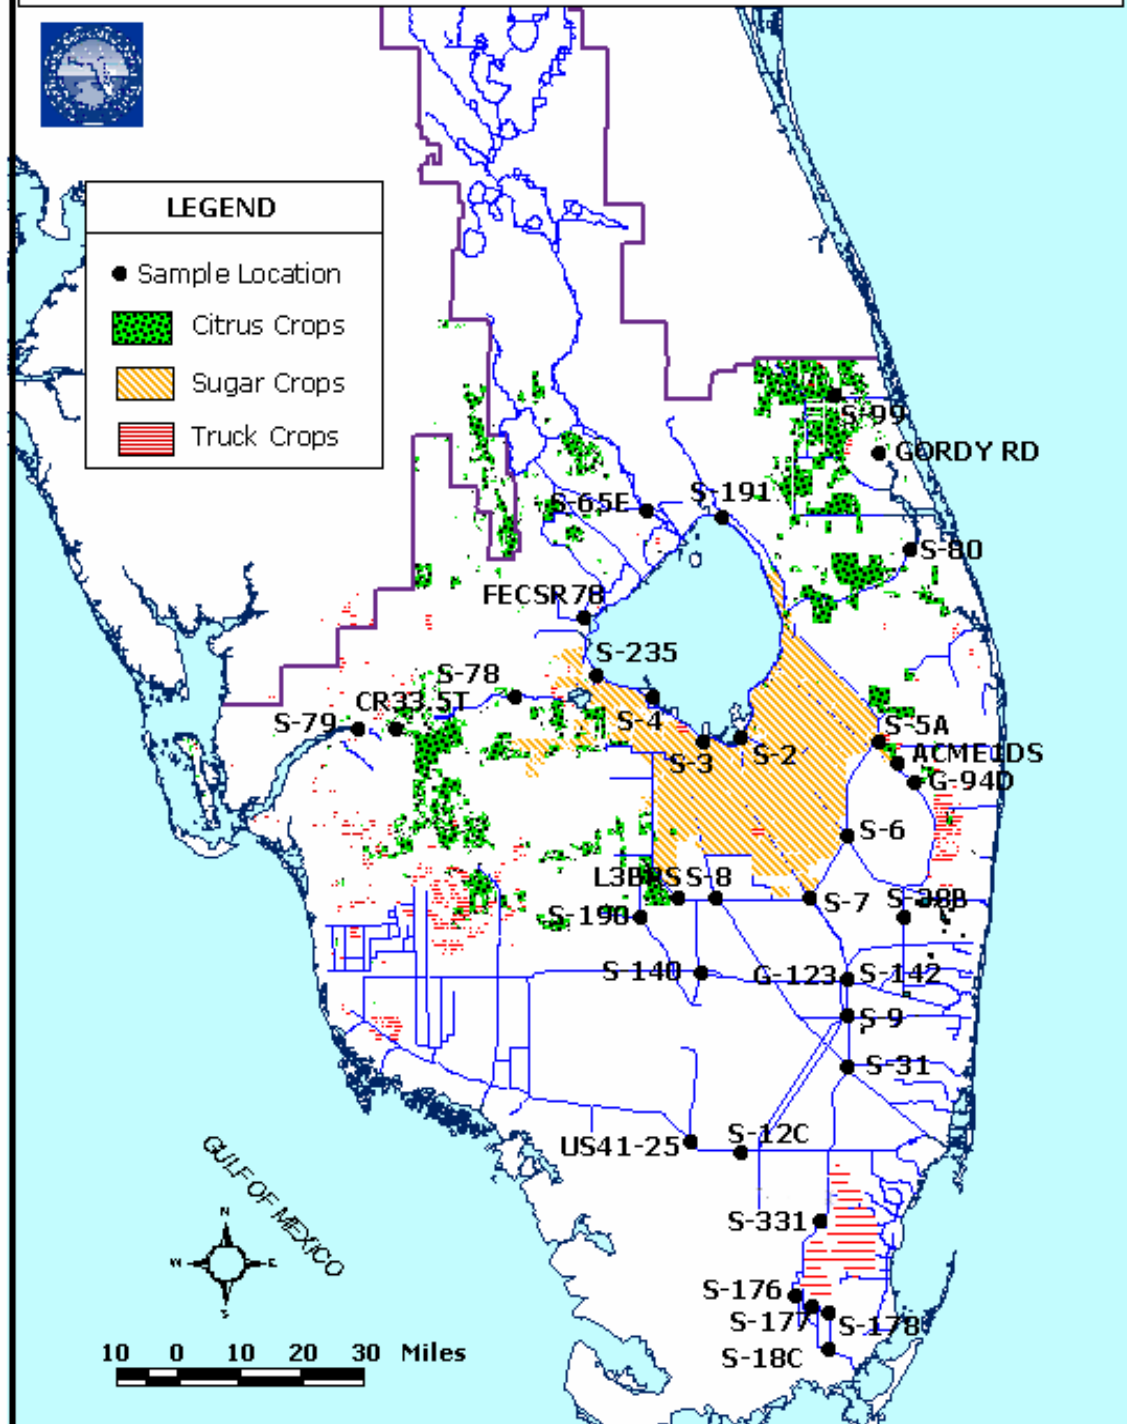 LEGEND
Sample Location
Citrus Crops
Sugar Crops
Truck Crops
S-99
GORDY RD
S-191
S-65E
S-80
FECSR78
S-235
S-78
CR33.5T
S-79
S-4
S-5A
S-3
S-2
ACME1DS
G-94D
S-6
L3BRS
S-8
S-7
S-38B
S-190
S-140
G-123
S-142
S-9
S-31
US41-25
S-12C
GULF OF MEXICO
N
W
E
S
S-331
S-176
S-177
S-178
S-18C
10 0 10 20 30 Miles